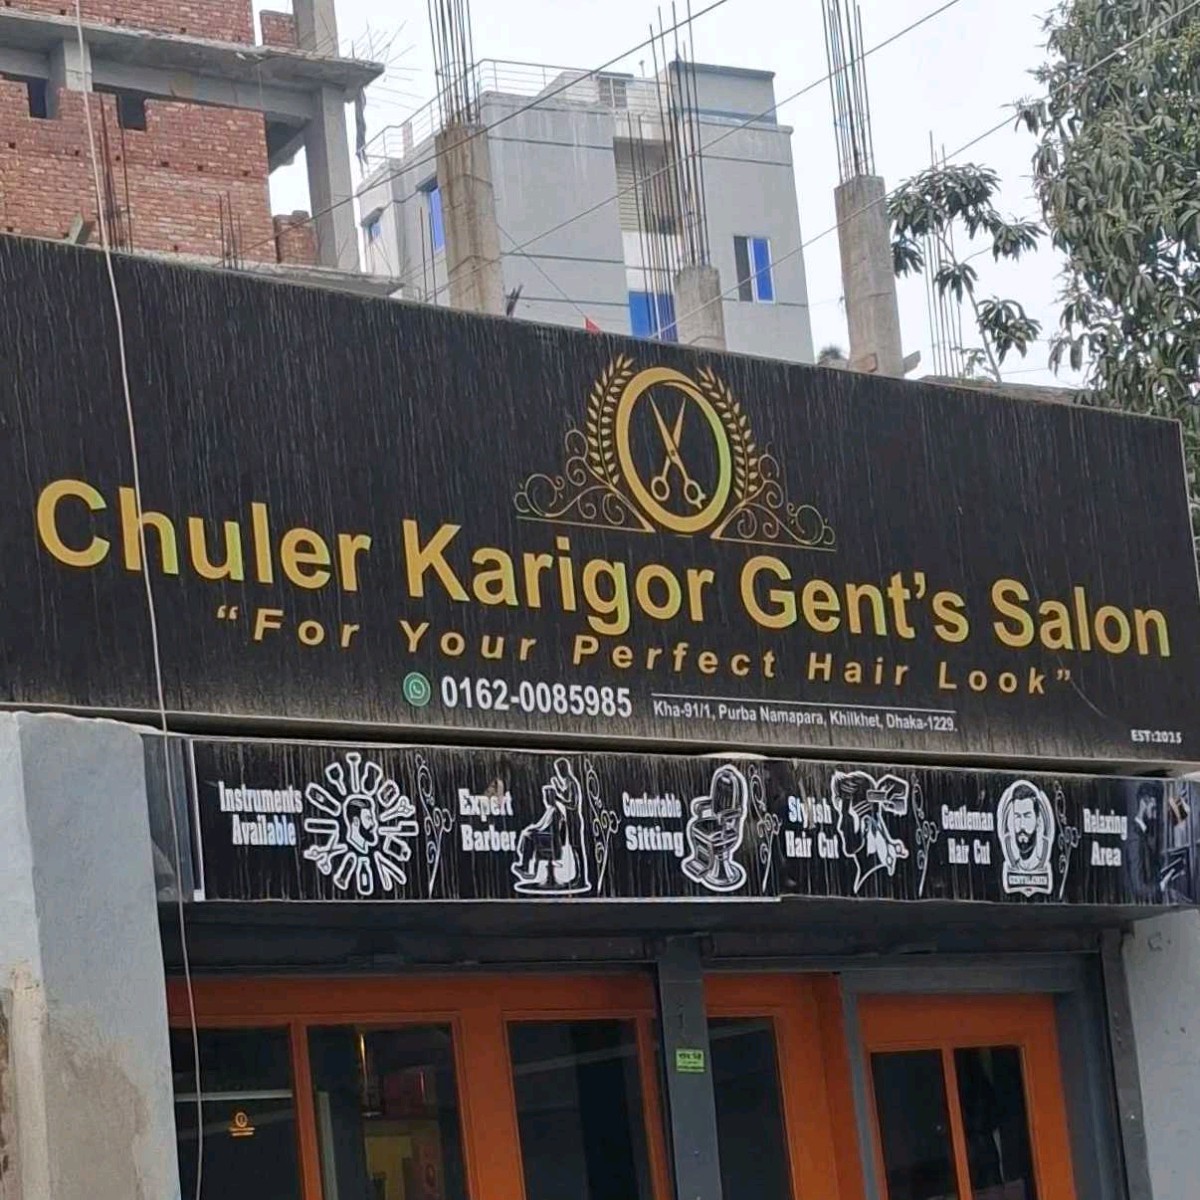 Chuler Karigor Gent's Salon
“For Your Perfect Hair Look”
0162-0085985
Kha-91/1, Purba Namapara, Khilkhet, Dhaka-1229.
EST:2025
Instruments
Available
Expert
Barber
Comfortable
Sitting
Stylish
Hair Cut
Gentleman
Hair Cut
GENTLEMEN
Relaxing
Area